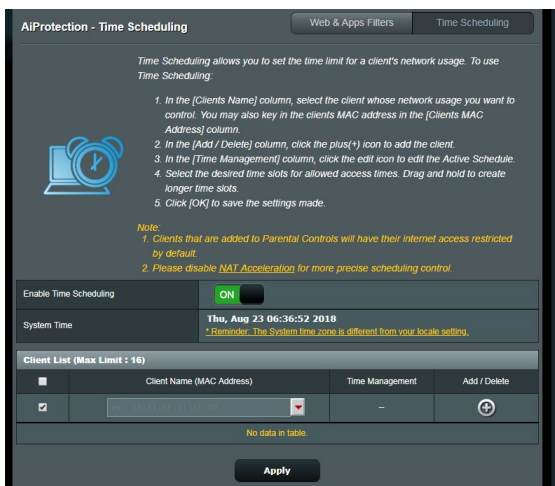 AiProtection - Time Scheduling
Web & Apps Filters
Time Scheduling
Time Scheduling allows you to set the time limit for a client's network usage. To use
Time Scheduling:
1. In the [Clients Name] column, select the client whose network usage you want to
control. You may also key in the clients MAC address in the [Clients MAC
Address] column.
2. In the [Add / Delete] column, click the plus(+) icon to add the
client.
3. In the [Time Management] column, click the edit icon to edit the Active Schedule.
4. Select the desired time slots for allowed access times. Drag and hold to create
longer time slots.
5. Click [OK] to save the settings made.
Note:
1. Clients that are added to Parental Controls will have their internet access restricted
by default.
2. Please disable NAT Acceleration for more precise scheduling control.
Enable Time Scheduling
ON
System Time
Thu, Aug 23 06:36:52 2018
* Reminder: The System time zone is different from your locale setting.
Client List (Max Limit : 16)
Client Name (MAC Address)
Time Management
Add / Delete
--
No data in table.
Apply